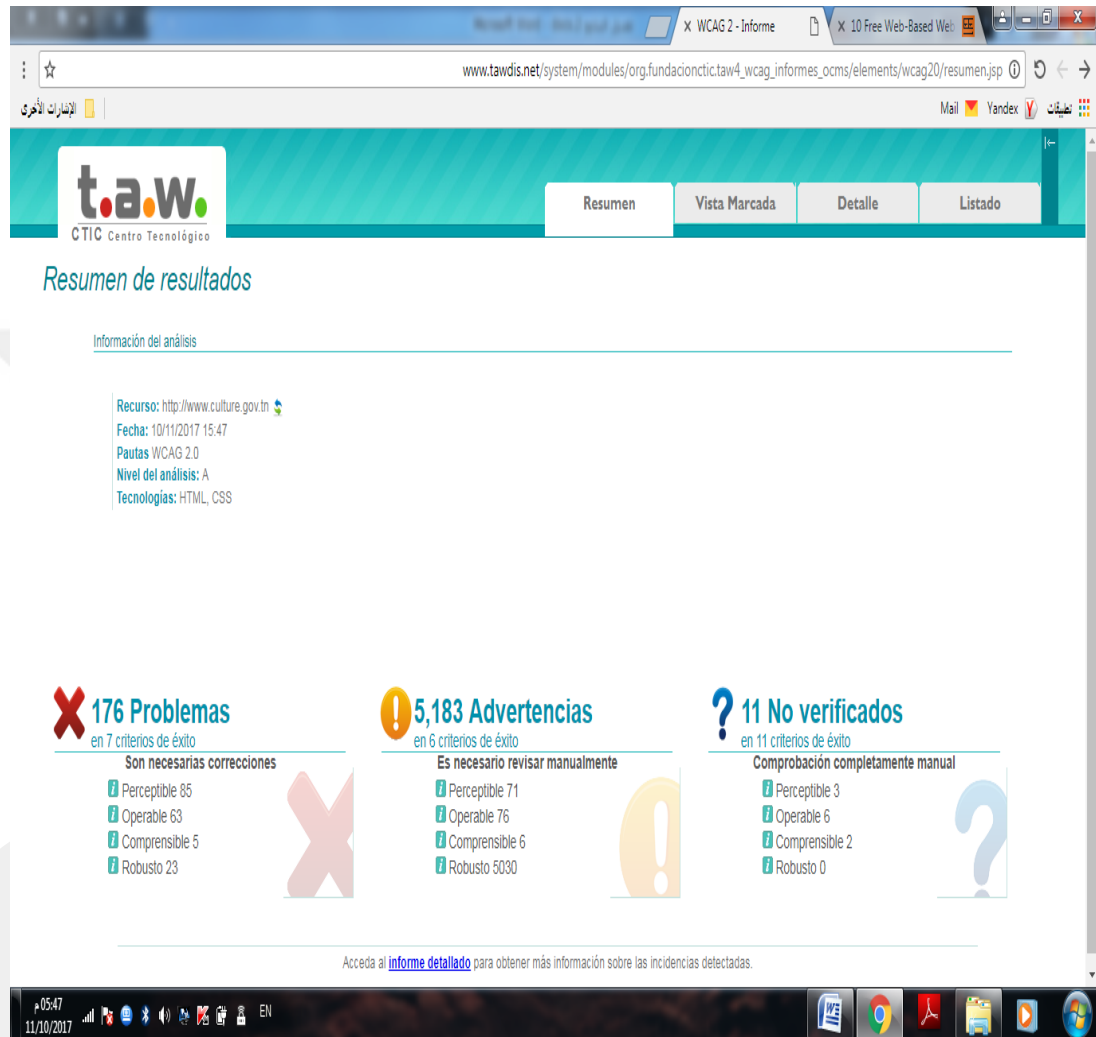 WCAG 2 - Informe
10 Free Web-Based Web
www.tawdis.net/system/modules/org.fundacionctic.taw4_wcag_informes_ocms/elements/wcag20/resumen.jsp
الإشارات الأخرى
Mail
Yandex
تطبيقات
t.a.w.
CTIC Centro Tecnológico
Resumen
Vista Marcada
Detalle
Listado
Resumen de resultados
Información del análisis
Recurso: http://www.culture.gov.tn
Fecha: 10/11/2017 15:47
Pautas WCAG 2.0
Nivel del análisis: A
Tecnologías: HTML, CSS
176 Problemas
en 7 criterios de éxito
Son necesarias correcciones
Perceptible 85
Operable 63
Comprensible 5
Robusto 23
5,183 Advertencias
en 6 criterios de éxito
Es necesario revisar manualmente
Perceptible 71
Operable 76
Comprensible 6
Robusto 5030
11 No verificados
en 11 criterios de éxito
Comprobación completamente manual
Perceptible 3
Operable 6
Comprensible 2
Robusto 0
Acceda al informe detallado para obtener más información sobre las incidencias detectadas.
05:47 م
11/10/2017
EN